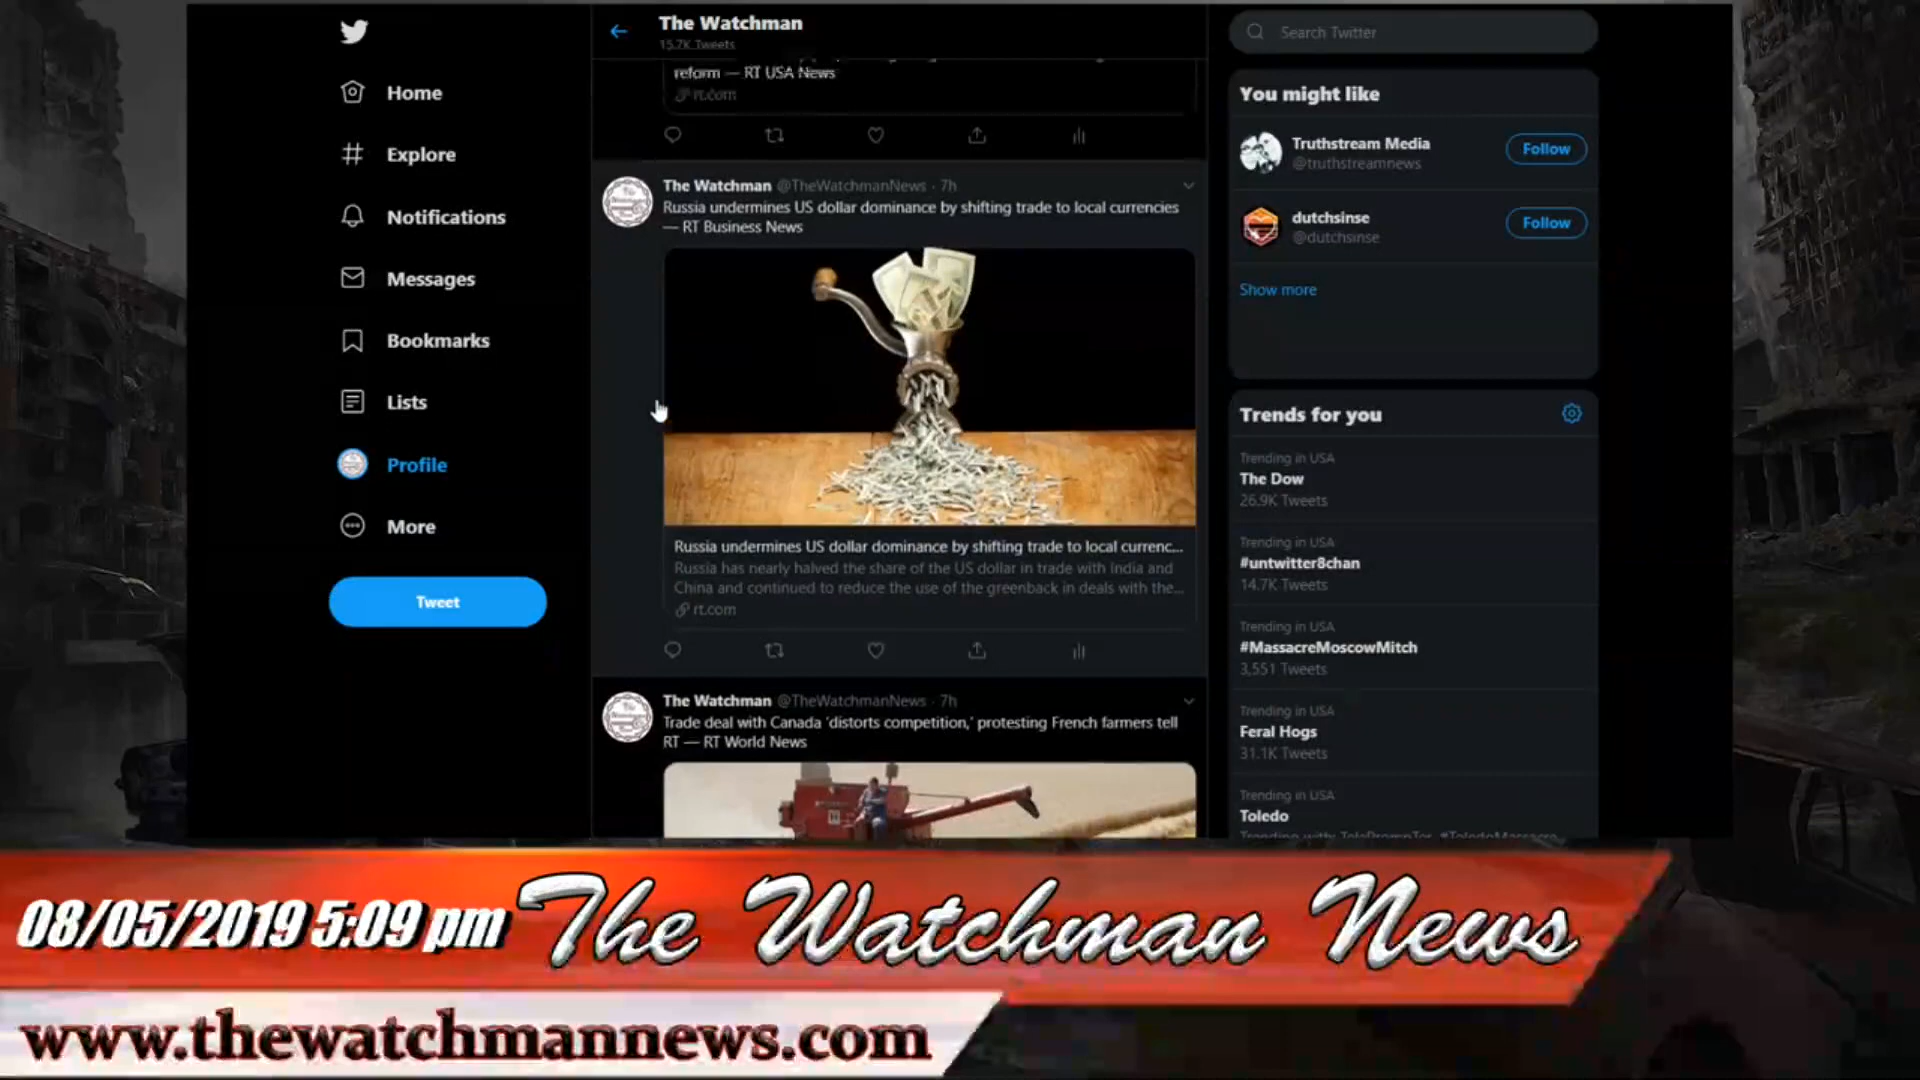 Home
Explore
Notifications
Messages
Bookmarks
Lists
Profile
More
Tweet
The Watchman
15.7K Tweets
reform — RT USA News
rt.com
The Watchman @TheWatchmanNews · 7h
Russia undermines US dollar dominance by shifting trade to local currencies
— RT Business News
Russia undermines US dollar dominance by shifting trade to local currenc...
Russia has nearly halved the share of the US dollar in trade with India and
China and continued to reduce the use of the greenback in deals with the...
rt.com
The Watchman @TheWatchmanNews · 7h
Trade deal with Canada 'distorts competition,' protesting French farmers tell
RT — RT World News
Search Twitter
You might like
Truthstream Media
@truthstreamnews
Follow
dutchsinse
@dutchsinse
Follow
Show more
Trends for you
Trending in USA
The Dow
26.9K Tweets
Trending in USA
#untwitter8chan
14.7K Tweets
Trending in USA
#MassacreMoscowMitch
3,551 Tweets
Trending in USA
Feral Hogs
31.1K Tweets
Trending in USA
Toledo
Trending with: TelePrompTer, #ToledoMassacre
08/05/2019 5:09 pm
The Watchman News
www.thewatchmannews.com